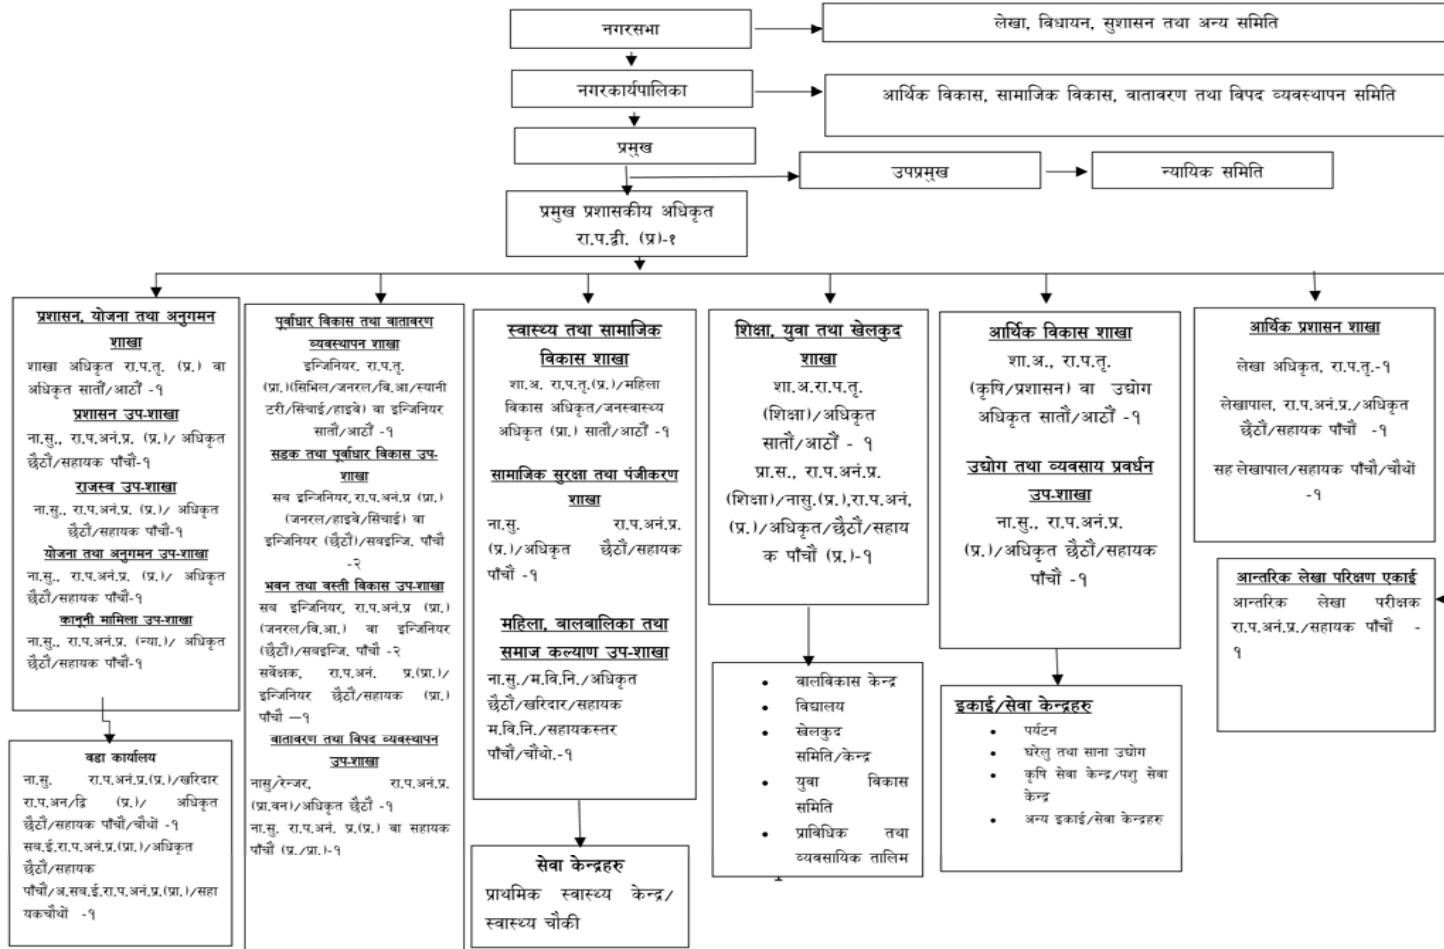 नगरसभा
लेखा, विधायन, सुशासन तथा अन्य समिति
नगरकार्यपालिका
आर्थिक विकास, सामाजिक विकास, वातावरण तथा विपद व्यवस्थापन समिति
प्रमुख
उपप्रमुख
न्यायिक समिति
प्रमुख प्रशासकीय अधिकृत
रा.प.द्वी. (प्र)-१
प्रशासन, योजना तथा अनुगमन
शाखा
शाखा अधिकृत रा.प.तृ. (प्र.) वा
अधिकृत सातौं/आठौं -१
प्रशासन उप-शाखा
ना.सु., रा.प.अनं.प्र. (प्र.)/ अधिकृत
छैठौं/सहायक पाँचौं-१
राजस्व उप-शाखा
ना.सु., रा.प.अनं.प्र. (प्र.)/ अधिकृत
छैठौं/सहायक पाँचौं-१
योजना तथा अनुगमन उप-शाखा
ना.सु., रा.प.अनं.प्र. (प्र.)/ अधिकृत
छैठौं/सहायक पाँचौं-१
कानूनी मामिला उप-शाखा
ना.सु., रा.प.अनं.प्र. (न्या.)/ अधिकृत
छैठौं/सहायक पाँचौं-१
वडा कार्यालय
ना.सु. रा.प.अनं.प्र.(प्र.)/खरिदार
रा.प.अन/द्वि (प्र.)/ अधिकृत
छैठौं/सहायक पाँचौं/चौथों -१
सब.ई.रा.प.अनं.प्र.(प्रा.)/अधिकृत
छैठौं/सहायक
पाँचौं/अ.सब.ई.रा.प.अनं.प्र.(प्रा.)/सहा
यकचौथों -१
पूर्वाधार विकास तथा वातावरण
व्यवस्थापन शाखा
इन्जिनियर. रा.प.तृ.
(प्रा.)(सिभिल/जनरल/वि.आ/स्यानी
टरी/सिंचाई/हाइवे) वा इन्जिनियर
सातौं/आठौं -१
सडक तथा पूर्वाधार विकास उप-
शाखा
सब इन्जिनियर, रा.प.अनं.प्र (प्रा.)
(जनरल/हाइवे/सिंचाई) वा
इन्जिनियर (छैठौं)/सबइन्जि. पाँचौं
-२
भवन तथा वस्ती विकास उप-शाखा
सब इन्जिनियर, रा.प.अनं.प्र (प्रा.)
(जनरल/वि.आ.) वा इन्जिनियर
(छैठौं)/सबइन्जि. पाँचौं -२
सर्वेक्षक, रा.प.अनं. प्र.(प्रा.)/
इन्जिनियर छैठौं/सहायक (प्रा.)
पाँचौं –१
वातावरण तथा विपद व्यवस्थापन
उप-शाखा
नासु/रेन्जर, रा.प.अनं.प्र.
(प्रा.वन)/अधिकृत छैठौं -१
ना.सु. रा.प.अनं. प्र.(प्र.) वा सहायक
पाँचौं (प्र./प्रा.)-१
स्वास्थ्य तथा सामाजिक
विकास शाखा
शा.अ. रा.प.तृ.(प्र.)/महिला
विकास अधिकृत/जनस्वास्थ्य
अधिकृत (प्रा.) सातौं/आठौं -१
सामाजिक सुरक्षा तथा पंजीकरण
शाखा
ना.सु. रा.प.अनं.प्र.
(प्र.)/अधिकृत छैठौं/सहायक
पाँचौं -१
महिला, बालबालिका तथा
समाज कल्याण उप-शाखा
ना.सु./म.वि.नि./अधिकृत
छैठौं/खरिदार/सहायक
म.वि.नि./सहायकस्तर
पाँचौं/चौंथो.-१
सेवा केन्द्रहरु
प्राथमिक स्वास्थ्य केन्द्र/
स्वास्थ्य चौकी
शिक्षा, युवा तथा खेलकुद
शाखा
शा.अ.रा.प.तृ.
(शिक्षा)/अधिकृत
सातौं/आठौं - १
प्रा.स., रा.प.अनं.प्र.
(शिक्षा)/नासु.(प्र.),रा.प.अनं,
(प्र.)/अधिकृत/छैठौं/सहाय
क पाँचौं (प्र.)-१
• बालविकास केन्द्र
• विद्यालय
• खेलकुद
समिति/केन्द्र
• युवा विकास
समिति
• प्राविधिक तथा
व्यवसायिक तालिम
आर्थिक विकास शाखा
शा.अ., रा.प.तृ.
(कृषि/प्रशासन) वा उद्योग
अधिकृत सातौं/आठौं -१
उद्योग तथा व्यवसाय प्रवर्धन
उप-शाखा
ना.सु., रा.प.अनं.प्र.
(प्र.)/अधिकृत छैठौं/सहायक
पाँचौं -१
इकाई/सेवा केन्द्रहरु
• पर्यटन
• घरेलु तथा साना उद्योग
• कृषि सेवा केन्द्र/पशु सेवा
केन्द्र
• अन्य इकाई/सेवा केन्द्रहरु
आर्थिक प्रशासन शाखा
लेखा अधिकृत, रा.प.तृ.-१
लेखापाल, रा.प.अनं.प्र./अधिकृत
छैठौं/सहायक पाँचौं -१
सह लेखापाल/सहायक पाँचौ/चौथों
-१
आन्तरिक लेखा परिक्षण एकाई
आन्तरिक लेखा परीक्षक
रा.प.अनं.प्र./सहायक पाँचौं -
१